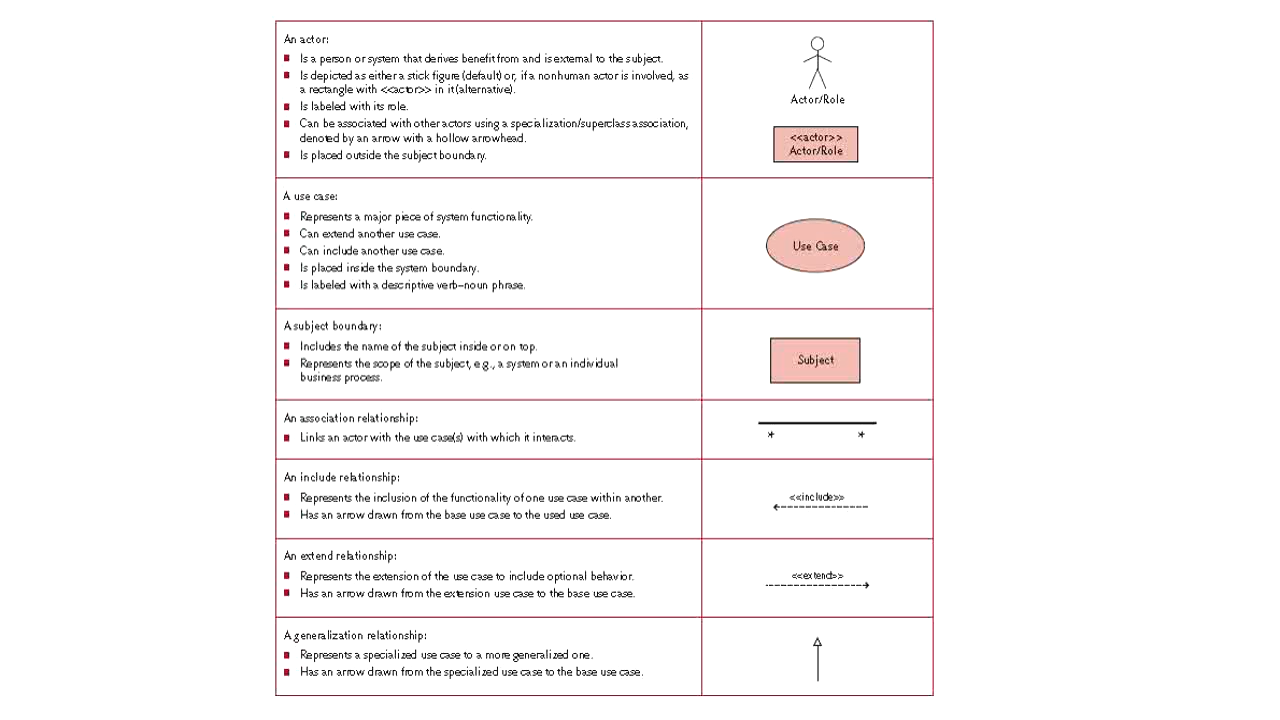 An actor:
■ Is a person or system that derives benefit from and is external to the subject.
■ Is depicted as either a stick figure (default) or, if a nonhuman actor is involved, as
a rectangle with <<actor>> in it (alternative).
■ Is labeled with its role.
■ Can be associated with other actors using a specialization/superclass association,
denoted by an arrow with a hollow arrowhead.
■ Is placed outside the subject boundary.
Actor/Role
<<actor>>
Actor/Role
A use case:
■ Represents a major piece of system functionality.
■ Can extend another use case.
■ Can include another use case.
■ Is placed inside the system boundary.
■ Is labeled with a descriptive verb–noun phrase.
Use Case
A subject boundary:
■ Includes the name of the subject inside or on top.
■ Represents the scope of the subject, e.g., a system or an individual
business process.
Subject
An association relationship:
■ Links an actor with the use case(s) with which it interacts.
* *
An include relationship:
■ Represents the inclusion of the functionality of one use case within another.
■ Has an arrow drawn from the base use case to the used use case.
<<include>>
An extend relationship:
■ Represents the extension of the use case to include optional behavior.
■ Has an arrow drawn from the extension use case to the base use case.
<<extend>>
A generalization relationship:
■ Represents a specialized use case to a more generalized one.
■ Has an arrow drawn from the specialized use case to the base use case.